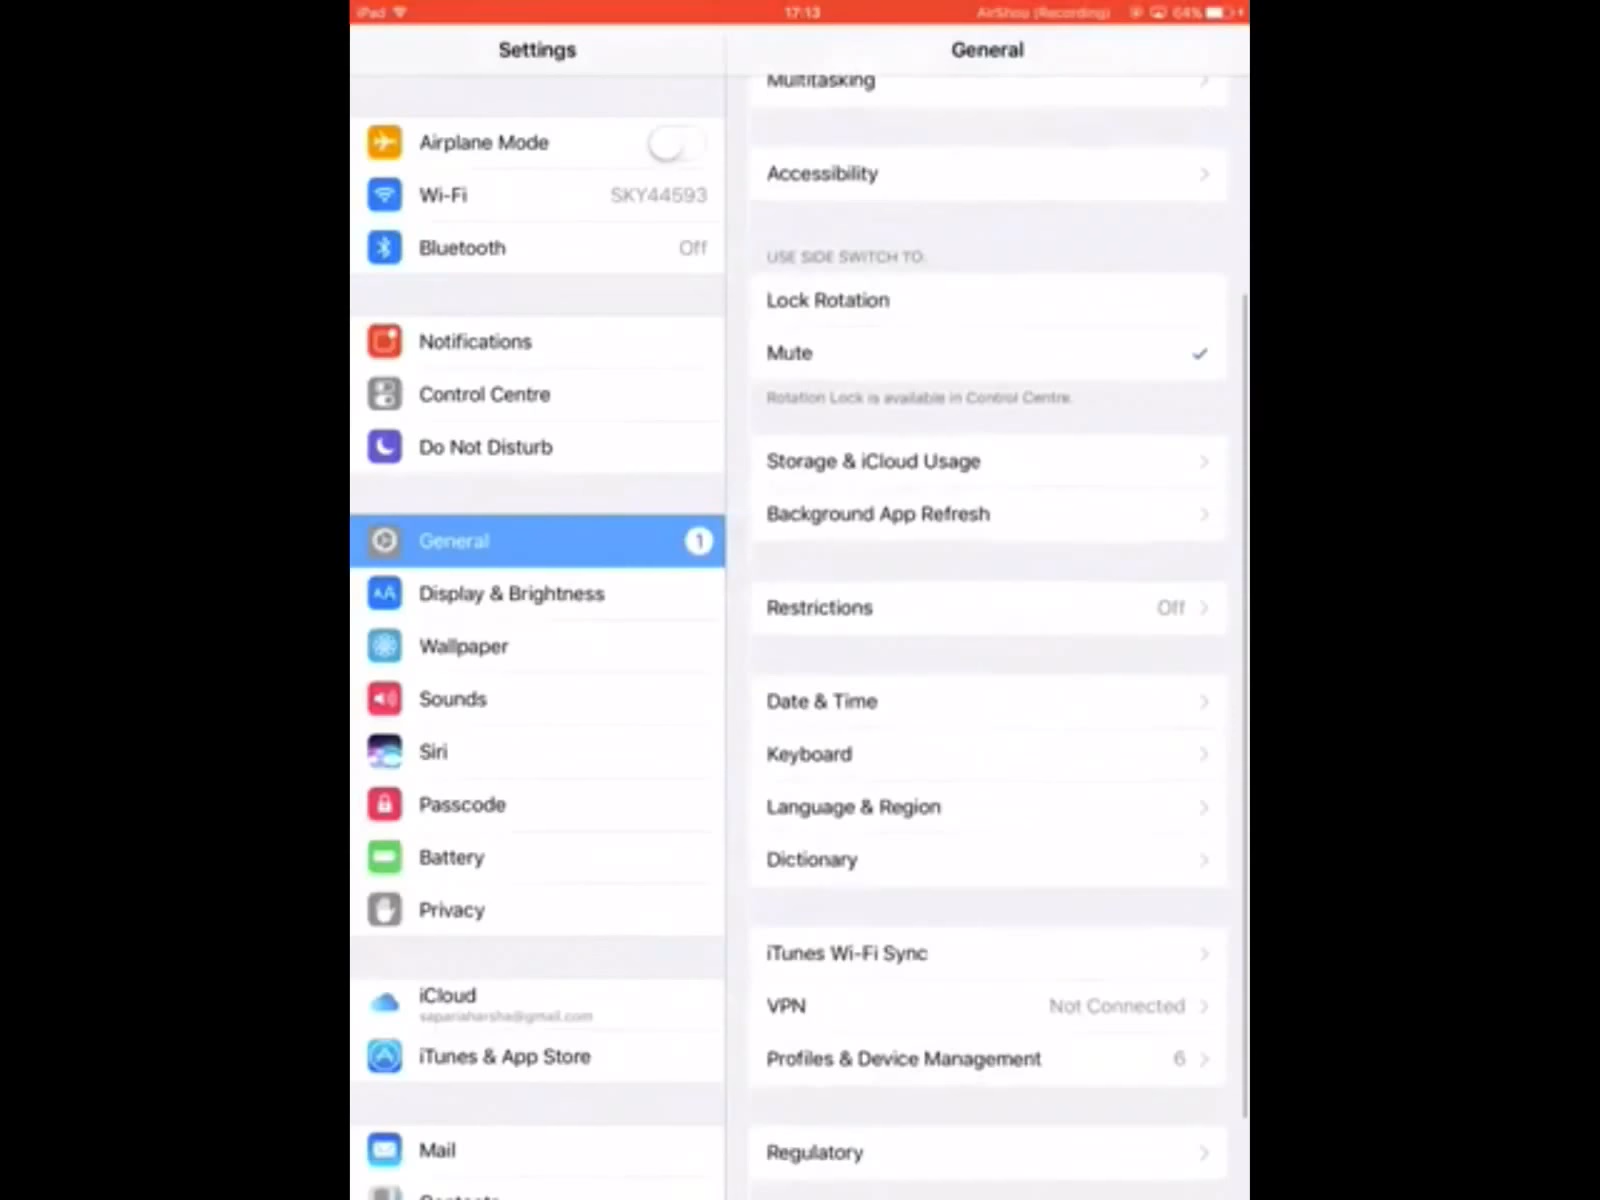 iPad 17:13 AirShou (Recording) 64%
Settings
General
Airplane Mode
Wi-Fi SKY44593
Bluetooth Off
Notifications
Control Centre
Do Not Disturb
General 1
Display & Brightness
Wallpaper
Sounds
Siri
Passcode
Battery
Privacy
iCloud
sapariaharsha@gmail.com
iTunes & App Store
Mail
Multitasking
Accessibility
USE SIDE SWITCH TO:
Lock Rotation
Mute
Rotation Lock is available in Control Centre.
Storage & iCloud Usage
Background App Refresh
Restrictions Off
Date & Time
Keyboard
Language & Region
Dictionary
iTunes Wi-Fi Sync
VPN Not Connected
Profiles & Device Management 6
Regulatory